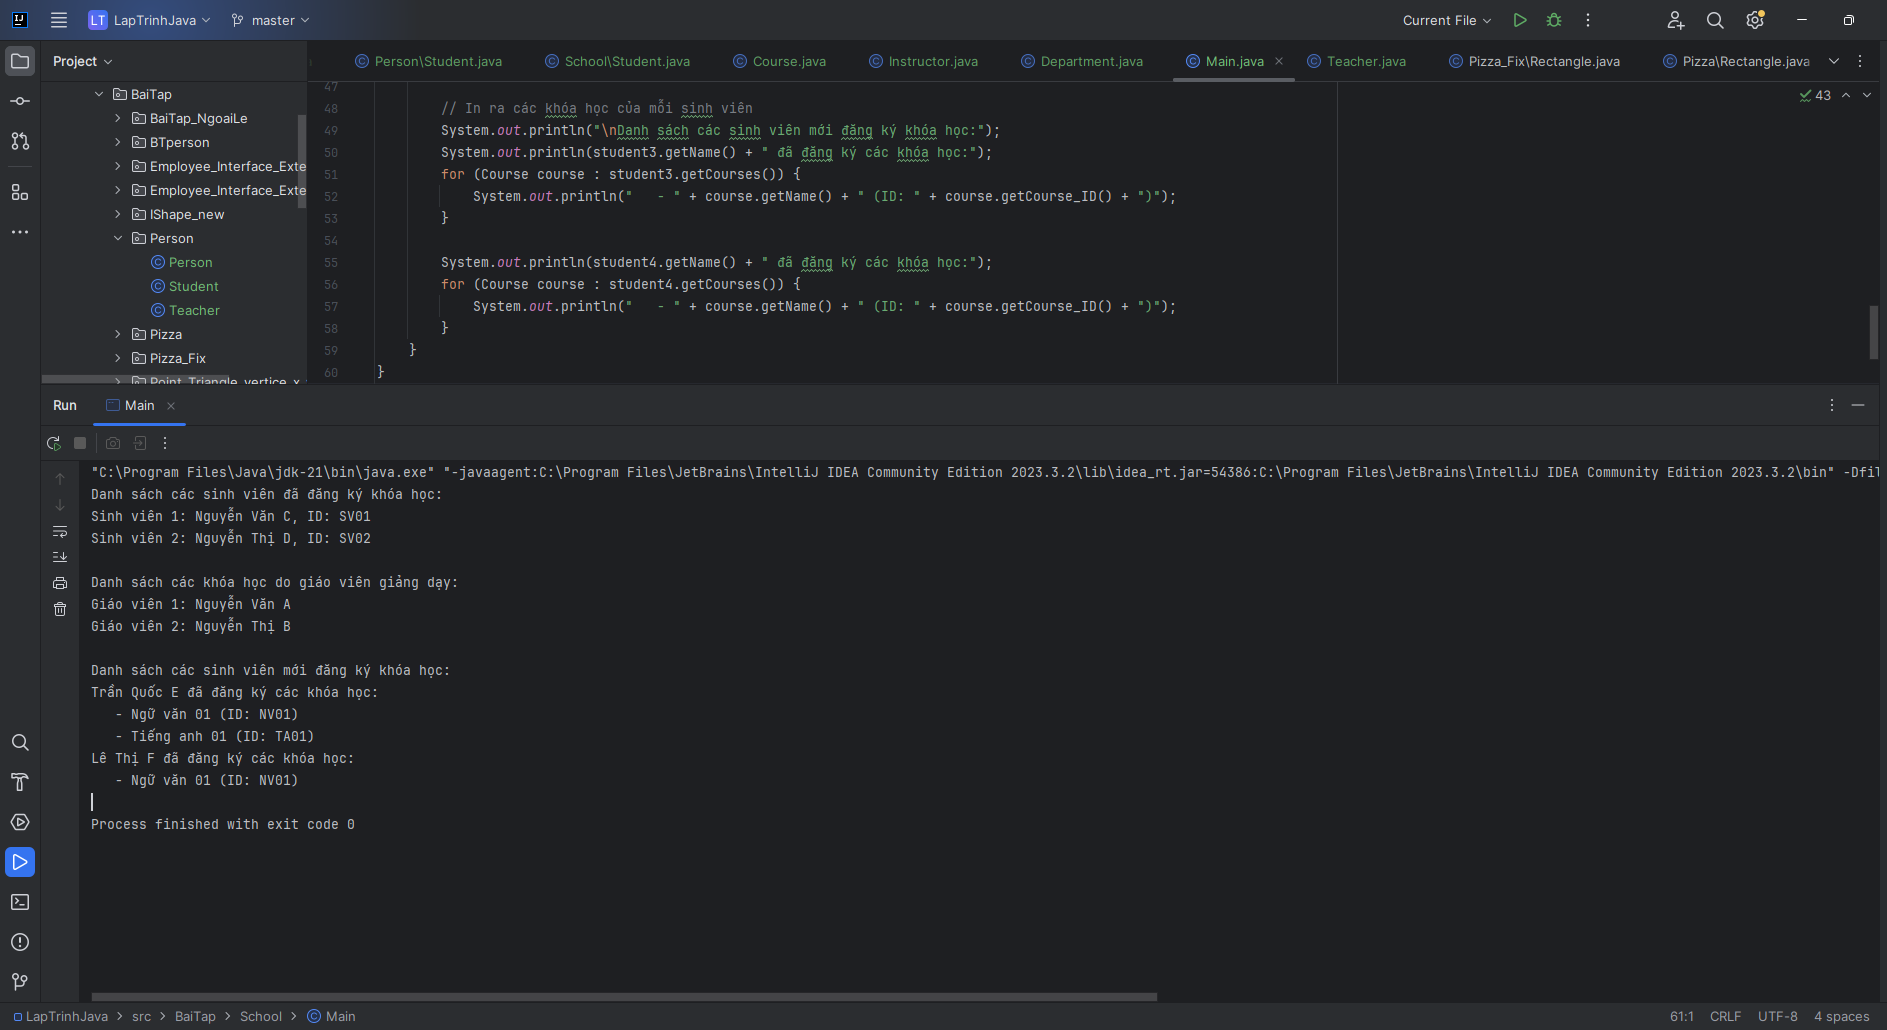 LT LapTrinhJava master Current File
Project
Person\Student.java School\Student.java Course.java Instructor.java Department.java Main.java Teacher.java Pizza_Fix\Rectangle.java Pizza\Rectangle.java
BaiTap
BaiTap_NgoaiLe
BTperson
Employee_Interface_Exte
Employee_Interface_Exte
IShape_new
Person
Person
Student
Teacher
Pizza
Pizza_Fix
Point_Triangle_vertice_x
43
47
48 // In ra các khóa học của mỗi sinh viên
49 System.out.println("\nDanh sách các sinh viên mới đăng ký khóa học:");
50 System.out.println(student3.getName() + " đã đăng ký các khóa học:");
51 for (Course course : student3.getCourses()) {
52 System.out.println("   - " + course.getName() + " (ID: " + course.getCourse_ID() + ")");
53 }
54
55 System.out.println(student4.getName() + " đã đăng ký các khóa học:");
56 for (Course course : student4.getCourses()) {
57 System.out.println("   - " + course.getName() + " (ID: " + course.getCourse_ID() + ")");
58 }
59 }
60 }
Run Main
"C:\Program Files\Java\jdk-21\bin\java.exe" "-javaagent:C:\Program Files\JetBrains\IntelliJ IDEA Community Edition 2023.3.2\lib\idea_rt.jar=54386:C:\Program Files\JetBrains\IntelliJ IDEA Community Edition 2023.3.2\bin" -Dfil
Danh sách các sinh viên đã đăng ký khóa học:
Sinh viên 1: Nguyễn Văn C, ID: SV01
Sinh viên 2: Nguyễn Thị D, ID: SV02
Danh sách các khóa học do giáo viên giảng dạy:
Giáo viên 1: Nguyễn Văn A
Giáo viên 2: Nguyễn Thị B
Danh sách các sinh viên mới đăng ký khóa học:
Trần Quốc E đã đăng ký các khóa học:
- Ngữ văn 01 (ID: NV01)
- Tiếng anh 01 (ID: TA01)
Lê Thị F đã đăng ký các khóa học:
- Ngữ văn 01 (ID: NV01)
Process finished with exit code 0
LapTrinhJava > src > BaiTap > School > Main 61:1 CRLF UTF-8 4 spaces